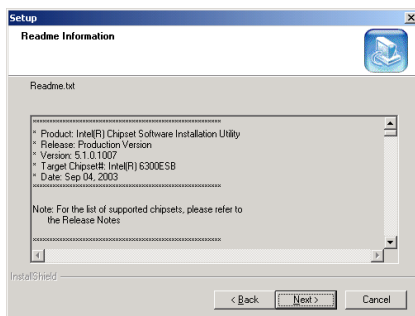 Setup
Readme Information
Readme.txt
************************************************************
* Product: Intel(R) Chipset Software Installation Utility
* Release: Production Version
* Version: 5.1.0.1007
* Target Chipset#: Intel(R) 6300ESB
* Date: Sep 04, 2003
************************************************************
Note: For the list of supported chipsets, please refer to
the Release Notes
************************************************************
InstallShield
< Back
Next >
Cancel